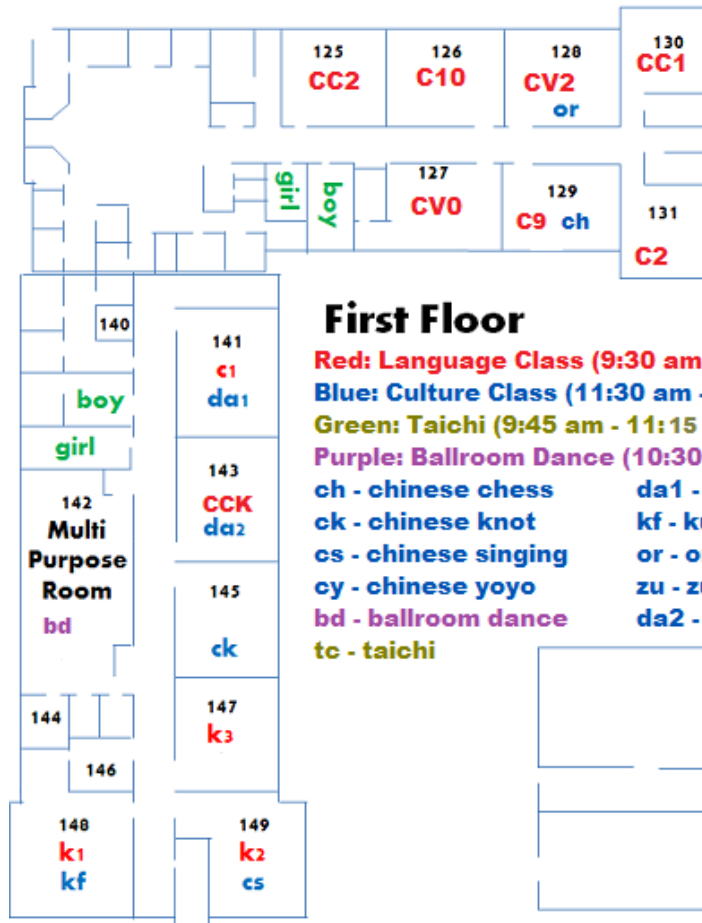 125
CC2
126
C10
128
CV2
or
130
CC1
girl
boy
127
CV0
129
C9 ch
131
C2
140
141
c1
da1
boy
girl
143
CCK
da2
142
Multi
Purpose
Room
bd
145
ck
144
147
k3
146
148
k1
kf
149
k2
cs
First Floor
Red: Language Class (9:30 am
Blue: Culture Class (11:30 am -
Green: Taichi (9:45 am - 11:15
Purple: Ballroom Dance (10:30
ch - chinese chess da1 -
ck - chinese knot kf - ku
cs - chinese singing or - o
cy - chinese yoyo zu - zu
bd - ballroom dance da2 -
tc - taichi